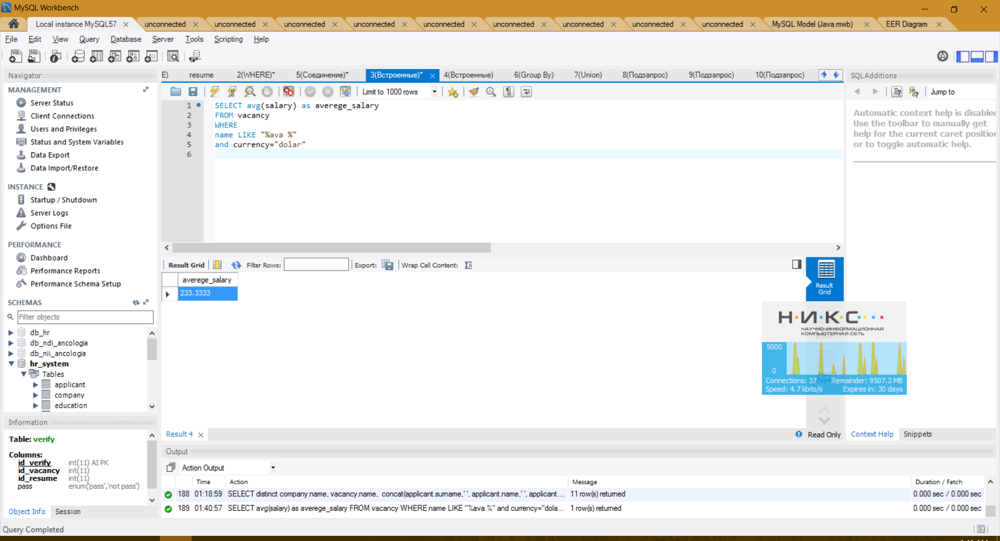 MySQL Workbench
Local instance MySQL57
unconnected
unconnected
unconnected
unconnected
unconnected
unconnected
unconnected
unconnected
unconnected
MySQL Model (Java.mwb)
EER Diagram
File
Edit
View
Query
Database
Server
Tools
Scripting
Help
Navigator
MANAGEMENT
Server Status
Client Connections
Users and Privileges
Status and System Variables
Data Export
Data Import/Restore
INSTANCE
Startup / Shutdown
Server Logs
Options File
PERFORMANCE
Dashboard
Performance Reports
Performance Schema Setup
SCHEMAS
Filter objects
db_hr
db_ndi_ancologia
db_nii_ancologia
hr_system
Tables
applicant
company
education
Information
Table: verify
Columns:
id_verify int(11) AI PK
id_vacancy int(11)
id_resume int(11)
pass enum('pass','not pass')
Object Info
Session
Query Completed
E)
resume
2(WHERE)*
5(Соединение)*
3(Встроенные)*
4(Встроенные)
6(Group By)
7(Union)
8(Подзапрос)
9(Подзапрос)
10(Подзапрос)
Limit to 1000 rows
1 SELECT avg(salary) as averege_salary
2 FROM vacancy
3 WHERE
4 name LIKE "%ava %"
5 and currency="dolar"
6
Result Grid
Filter Rows:
Export:
Wrap Cell Content:
averege_salary
233.3333
Result
Grid
Result 4
Read Only
SQLAdditions
Jump to
Automatic context help is disabled
Use the toolbar to manually get
help for the current caret position
or to toggle automatic help.
Н·И·К·С
НАУЧНО-ИНФОРМАЦИОННАЯ
КОМПЬЮТЕРНАЯ СЕТЬ
5000
0
Connections: 37 Remainder: 9507.2 MB
Speed: 4.7 kbits/s Expires in: 30 days
Context Help
Snippets
Output
Action Output
Time Action Message Duration / Fetch
188 01:18:59 SELECT distinct company.name, vacancy.name, concat(applicant.surname,' ', applicant.name,' ', applicant.... 11 row(s) returned 0.000 sec / 0.000 sec
189 01:40:57 SELECT avg(salary) as averege_salary FROM vacancy WHERE name LIKE "%ava %" and currency="dola... 1 row(s) returned 0.000 sec / 0.000 sec